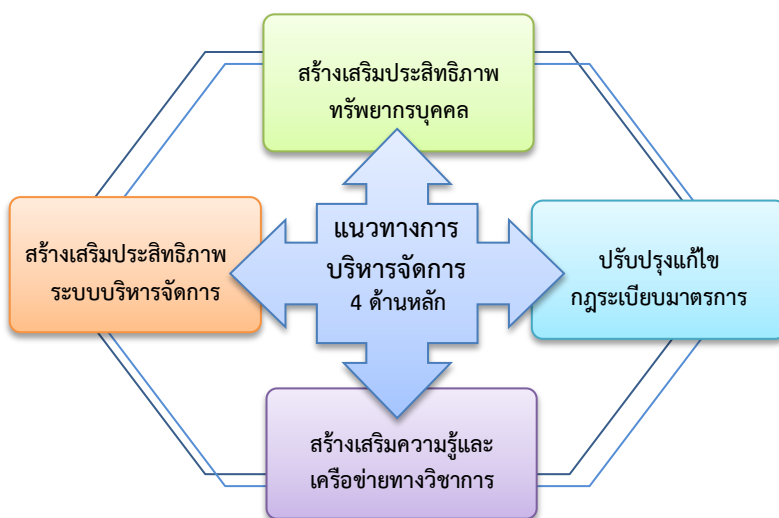 สร้างเสริมประสิทธิภาพ
ทรัพยากรบุคคล
สร้างเสริมประสิทธิภาพ
ระบบบริหารจัดการ
แนวทางการ
บริหารจัดการ
4 ด้านหลัก
ปรับปรุงแก้ไข
กฎระเบียบมาตรการ
สร้างเสริมความรู้และ
เครือข่ายทางวิชาการ